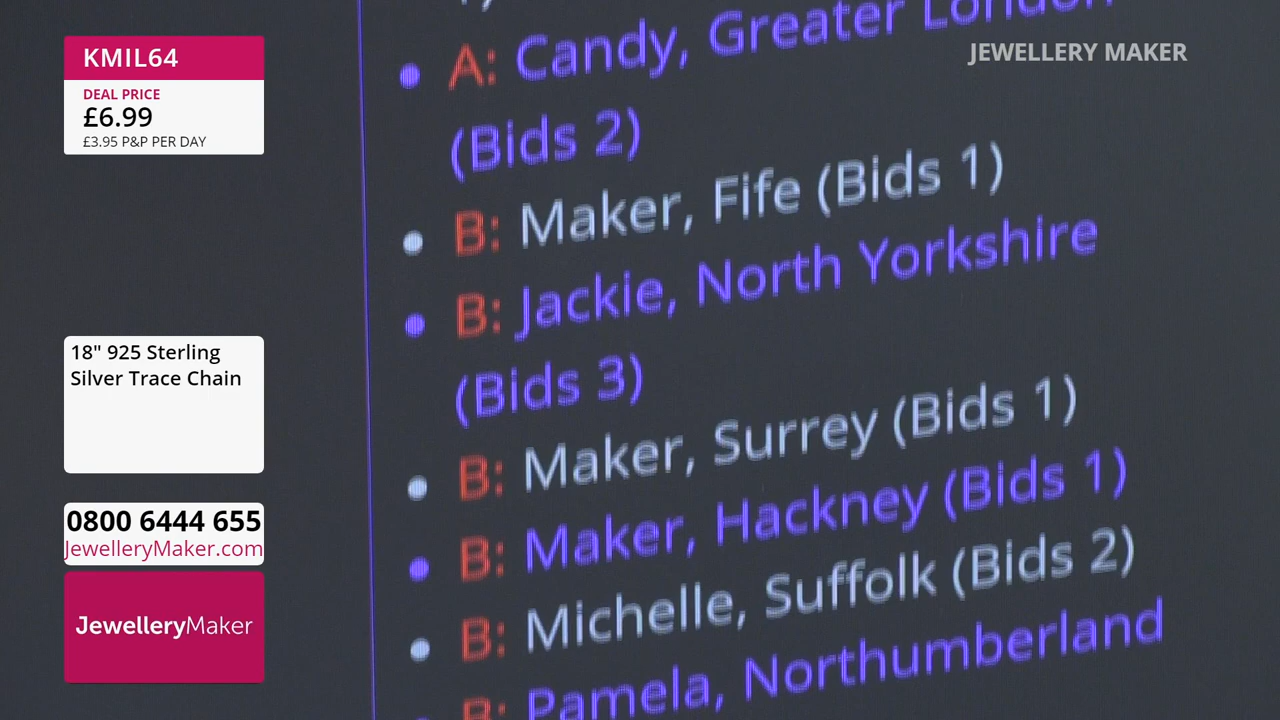 KMIL64
DEAL PRICE
£6.99
£3.95 P&P PER DAY
18" 925 Sterling
Silver Trace Chain
0800 6444 655
JewelleryMaker.com
JewelleryMaker
JEWELLERY MAKER
A: Candy, Greater London
(Bids 2)
B: Maker, Fife (Bids 1)
B: Jackie, North Yorkshire
(Bids 3)
B: Maker, Surrey (Bids 1)
B: Maker, Hackney (Bids 1)
B: Michelle, Suffolk (Bids 2)
B: Pamela, Northumberland